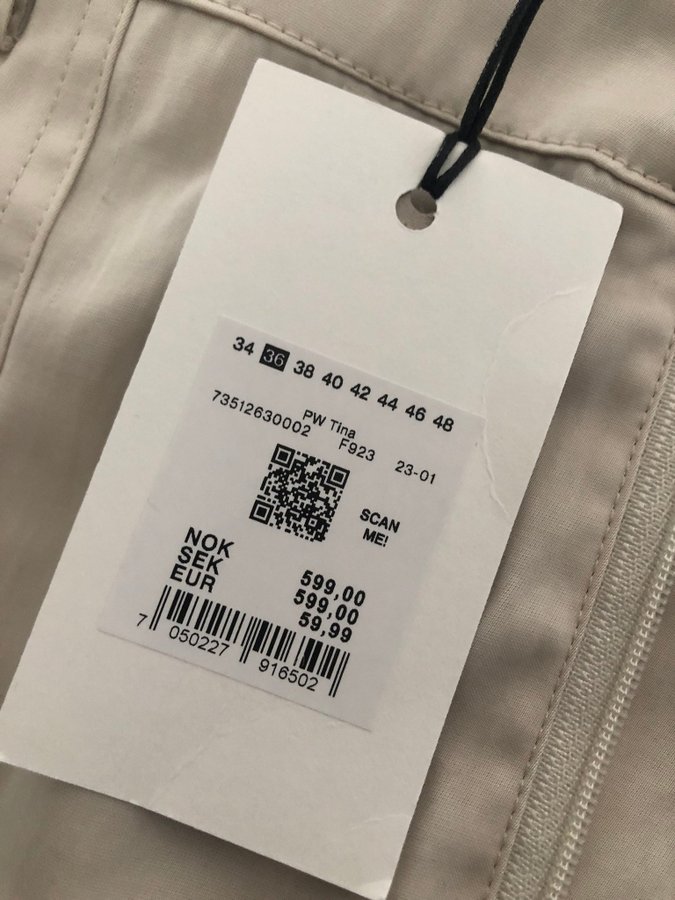 34 36 38 40 42 44 46 48
PW Tina
73512630002 F923 23-01
SCAN
ME!
NOK 599,00
SEK 599,00
EUR 59,99
7 050227 916502